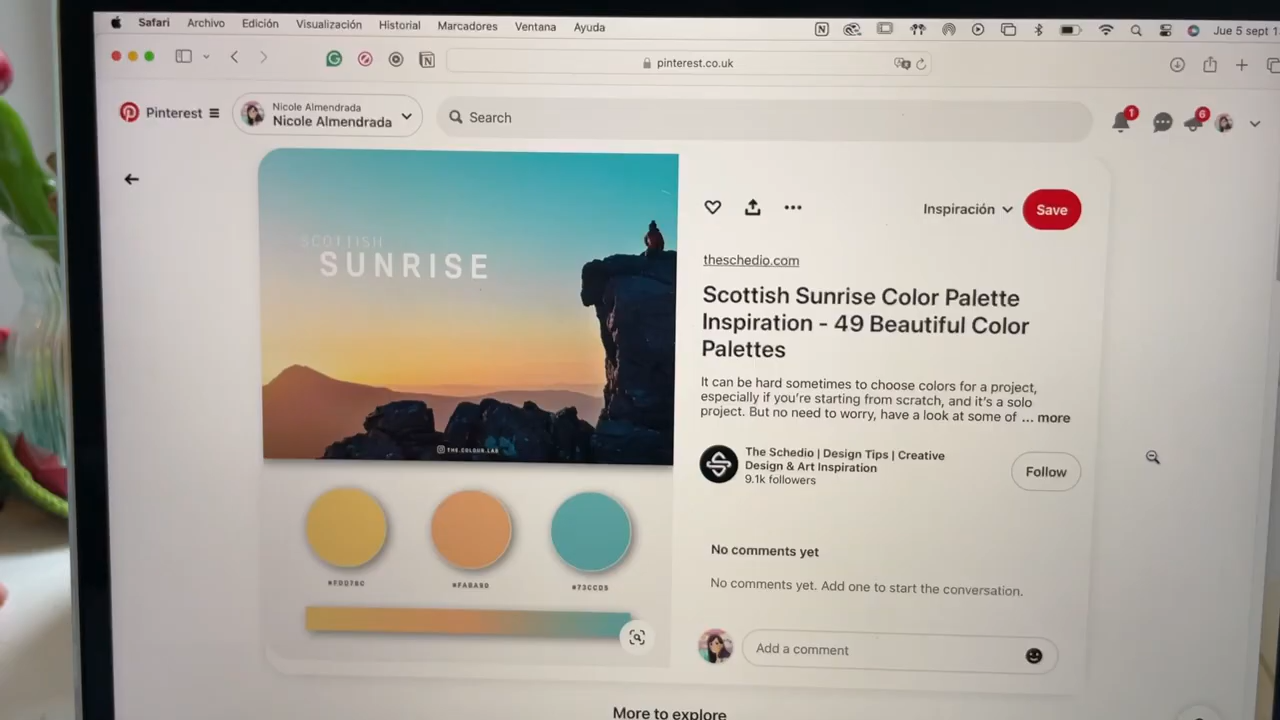 Safari Archivo Edición Visualización Historial Marcadores Ventana Ayuda Jue 5 sept
pinterest.co.uk
Pinterest
Nicole Almendrada
Nicole Almendrada
Search
1
6
SCOTTISH
SUNRISE
THE.COLOUR.LAB
Inspiración
Save
theschedio.com
Scottish Sunrise Color Palette
Inspiration - 49 Beautiful Color
Palettes
It can be hard sometimes to choose colors for a project,
especially if you're starting from scratch, and it's a solo
project. But no need to worry, have a look at some of ... more
The Schedio | Design Tips | Creative
Design & Art Inspiration
9.1k followers
Follow
No comments yet
No comments yet. Add one to start the conversation.
Add a comment
More to explore